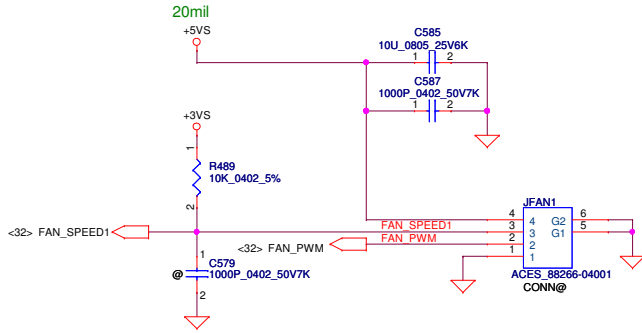 20mil
+5VS
C585
10U_0805_25V6K
1 2
C587
1000P_0402_50V7K
1 2
+3VS
1
R489
10K_0402_5%
2
JFAN1
4 4 G2 6
<32> FAN_SPEED1 FAN_SPEED1 3 3 G1 5
<32> FAN_PWM FAN_PWM 2 2
1 1
ACES_88266-04001
CONN@
1
C579
@ 1000P_0402_50V7K
2